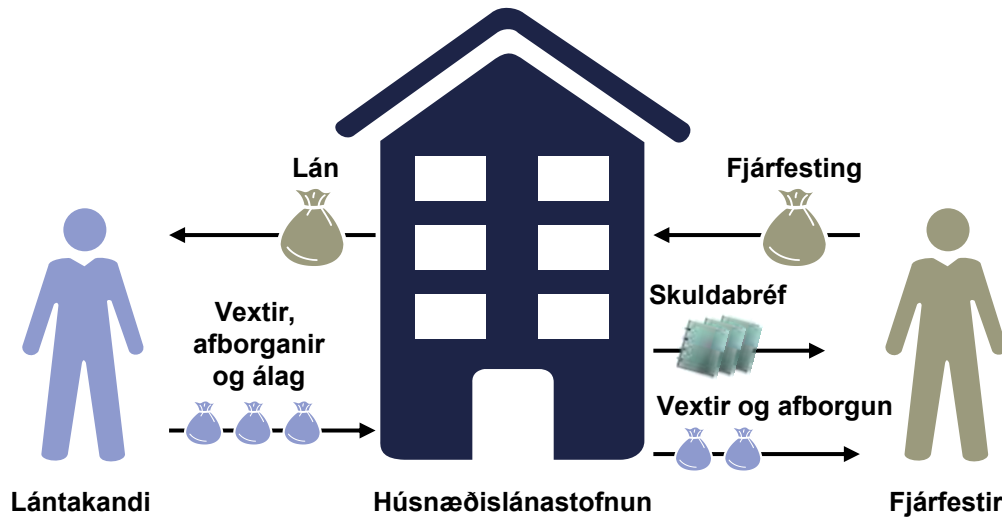 Lán
Fjárfesting
Skuldabréf
Vextir,
afborganir
og álag
Vextir og afborgun
Lántakandi
Húsnæðislánastofnun
Fjárfestir